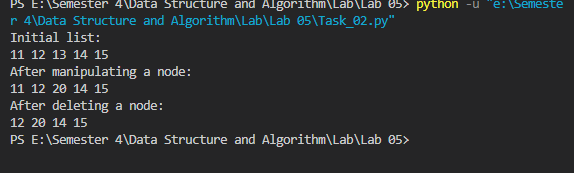 PS E:\Semester 4\Data Structure and Algorithm\Lab\Lab 05> python -u "e:\Semeste
r 4\Data Structure and Algorithm\Lab\Lab 05\Task_02.py"
Initial list:
11 12 13 14 15
After manipulating a node:
11 12 20 14 15
After deleting a node:
12 20 14 15
PS E:\Semester 4\Data Structure and Algorithm\Lab\Lab 05>